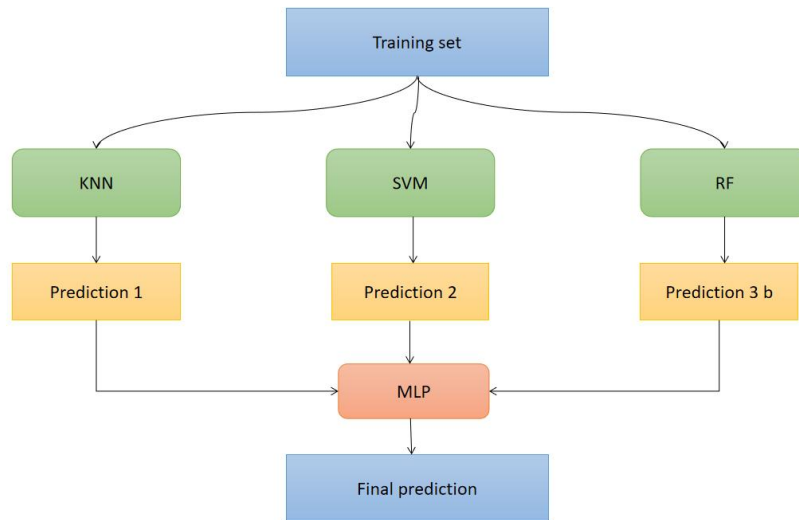 Training set
KNN
SVM
RF
Prediction 1
Prediction 2
Prediction 3 b
MLP
Final prediction